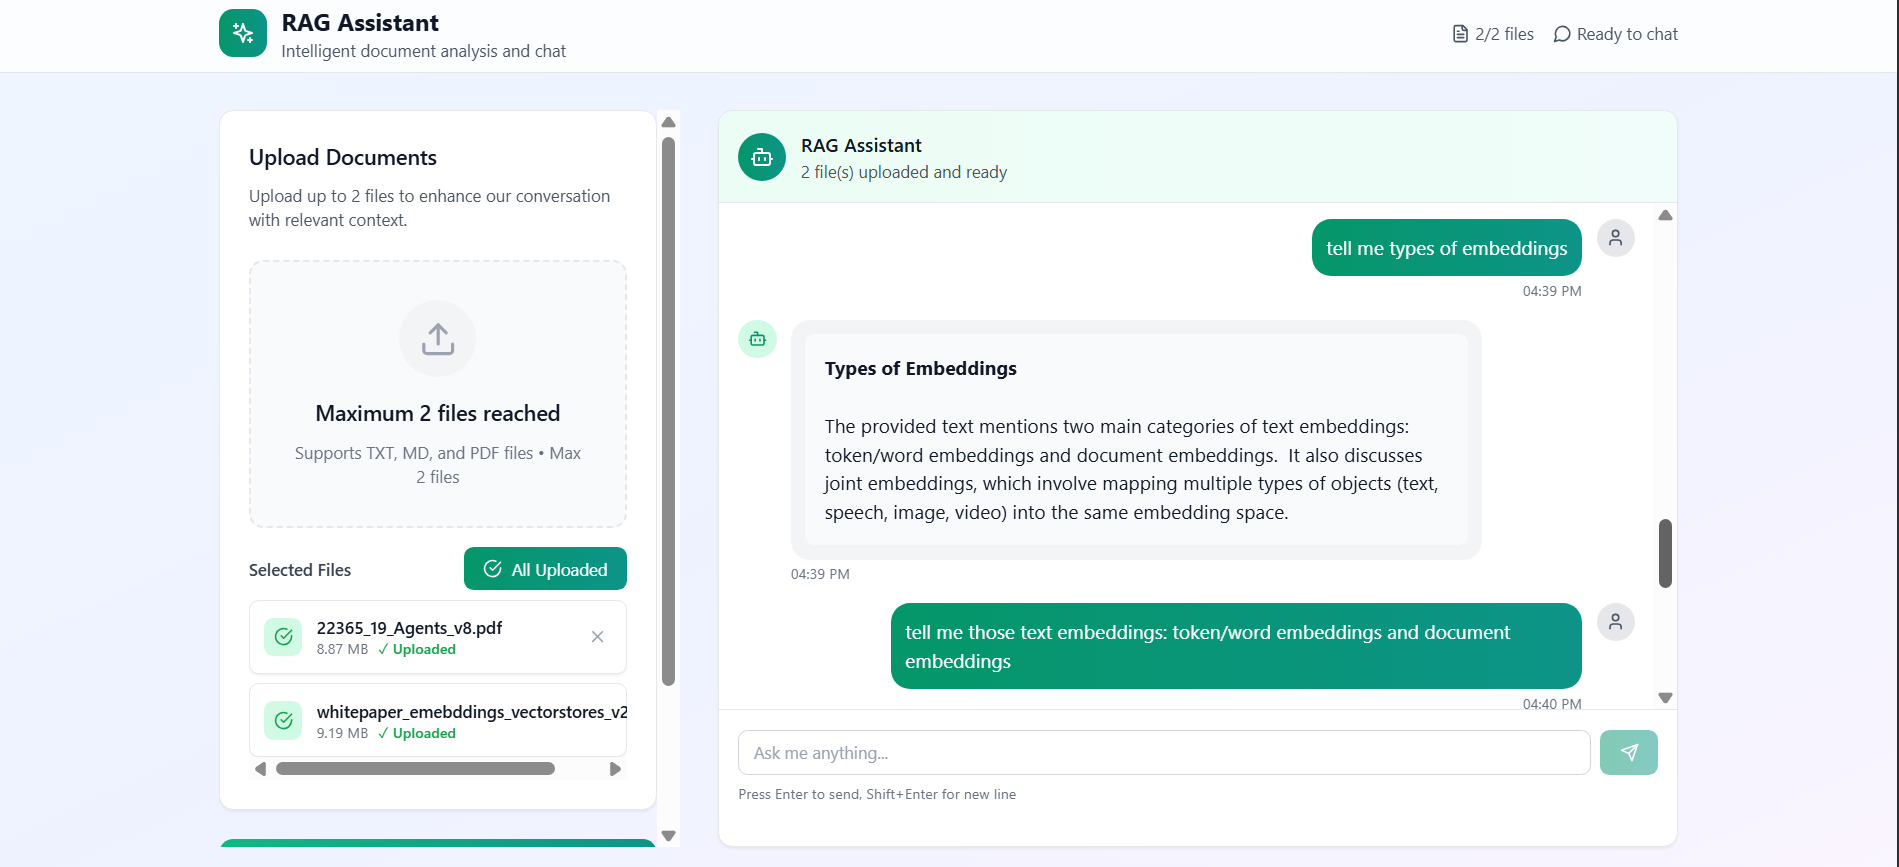 RAG Assistant
Intelligent document analysis and chat
2/2 files
Ready to chat
Upload Documents
Upload up to 2 files to enhance our conversation
with relevant context.
Maximum 2 files reached
Supports TXT, MD, and PDF files • Max
2 files
Selected Files
All Uploaded
22365_19_Agents_v8.pdf
8.87 MB ✓ Uploaded
whitepaper_emebddings_vectorstores_v2
9.19 MB ✓ Uploaded
RAG Assistant
2 file(s) uploaded and ready
tell me types of embeddings
04:39 PM
Types of Embeddings
The provided text mentions two main categories of text embeddings:
token/word embeddings and document embeddings.  It also discusses
joint embeddings, which involve mapping multiple types of objects (text,
speech, image, video) into the same embedding space.
04:39 PM
tell me those text embeddings: token/word embeddings and document
embeddings
04:40 PM
Ask me anything...
Press Enter to send, Shift+Enter for new line